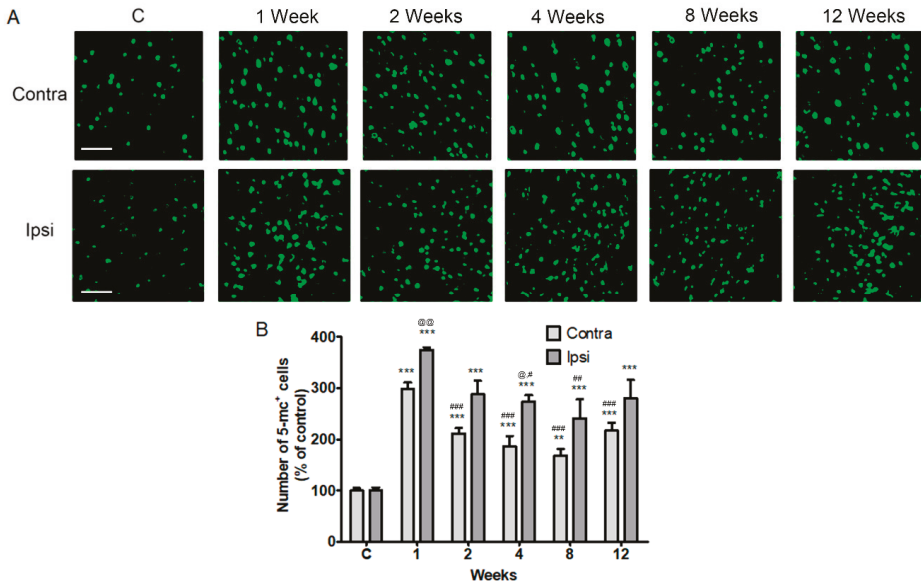 A
C
1 Week
2 Weeks
4 Weeks
8 Weeks
12 Weeks
Contra
Ipsi
B
Number of 5-mc⁺ cells
(% of control)
400
300
200
100
0
Contra
Ipsi
***
@@
***
###
***
***
###
***
@,#
***
###
**
##
***
###
***
***
C
1
2
4
8
12
Weeks